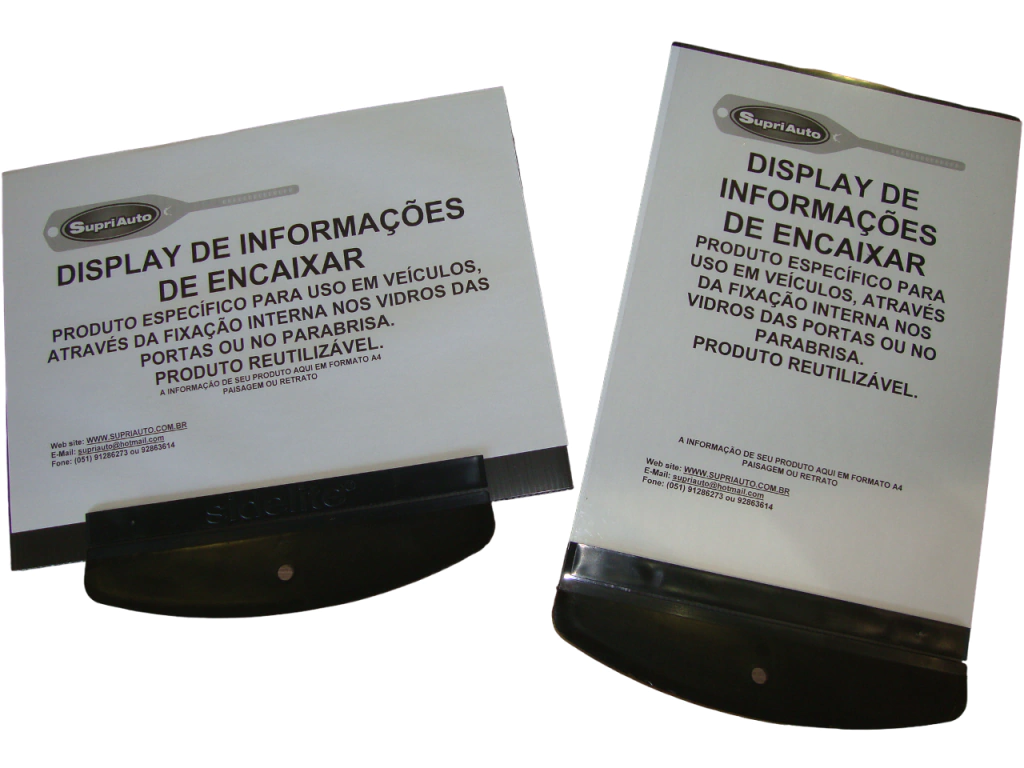 SupriAuto
DISPLAY DE INFORMAÇÕES
DE ENCAIXAR
PRODUTO ESPECÍFICO PARA USO EM VEÍCULOS,
ATRAVÉS DA FIXAÇÃO INTERNA NOS VIDROS DAS
PORTAS OU NO PARABRISA.
PRODUTO REUTILIZÁVEL.
A INFORMAÇÃO DE SEU PRODUTO AQUI EM FORMATO A4
PAISAGEM OU RETRATO
Web site: WWW.SUPRIAUTO.COM.BR
E-Mail: supriauto@hotmail.com
Fone: (051) 91286273 ou 92863614
SupriAuto
DISPLAY DE
INFORMAÇÕES
DE ENCAIXAR
PRODUTO ESPECÍFICO PARA
USO EM VEÍCULOS, ATRAVÉS
DA FIXAÇÃO INTERNA NOS
VIDROS DAS PORTAS OU NO
PARABRISA.
PRODUTO REUTILIZÁVEL.
A INFORMAÇÃO DE SEU PRODUTO AQUI EM FORMATO A4
PAISAGEM OU RETRATO
Web site: WWW.SUPRIAUTO.COM.BR
E-Mail: supriauto@hotmail.com
Fone: (051) 91286273 ou 92863614